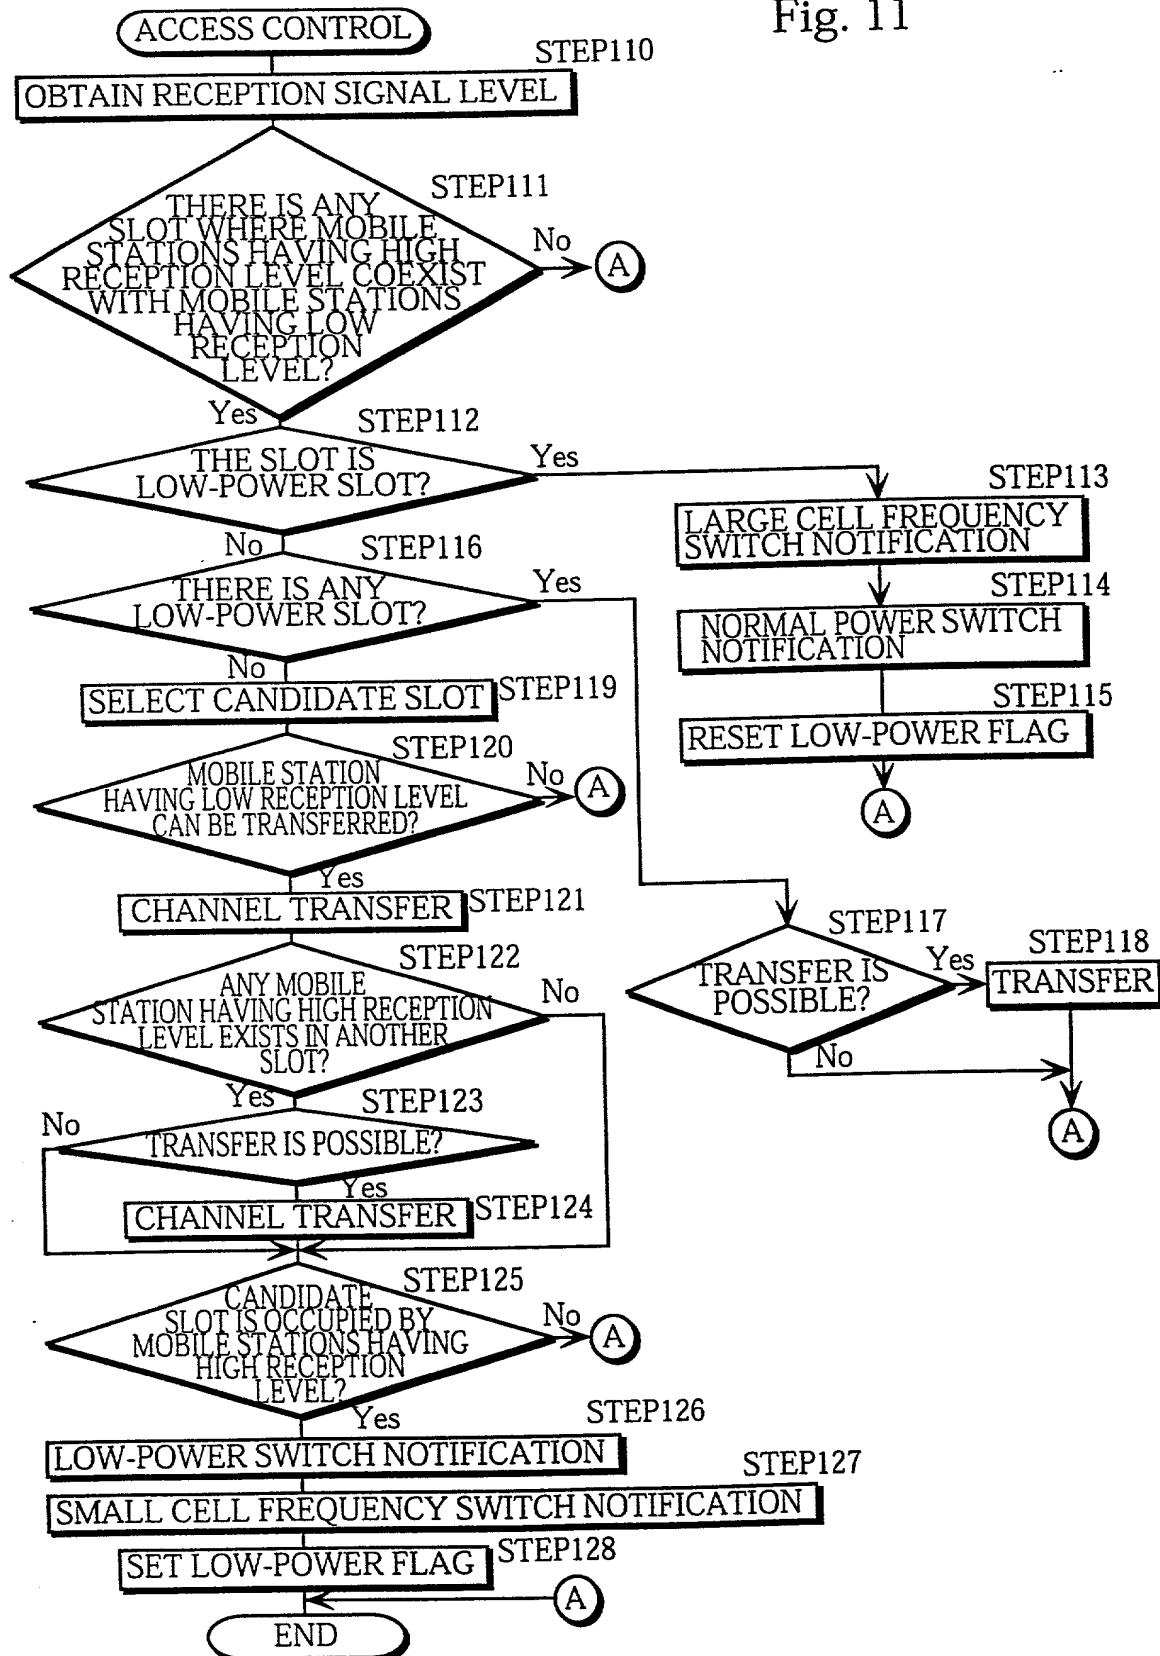 Fig. 11
ACCESS CONTROL
STEP110
OBTAIN RECEPTION SIGNAL LEVEL
STEP111
THERE IS ANY
SLOT WHERE MOBILE
STATIONS HAVING HIGH
RECEPTION LEVEL COEXIST
WITH MOBILE STATIONS
HAVING LOW
RECEPTION
LEVEL?
No
A
Yes
STEP112
THE SLOT IS
LOW-POWER SLOT?
Yes
STEP113
LARGE CELL FREQUENCY
SWITCH NOTIFICATION
STEP114
NORMAL POWER SWITCH
NOTIFICATION
STEP115
RESET LOW-POWER FLAG
A
No
STEP116
THERE IS ANY
LOW-POWER SLOT?
Yes
No
SELECT CANDIDATE SLOT
STEP119
STEP120
MOBILE STATION
HAVING LOW RECEPTION LEVEL
CAN BE TRANSFERRED?
No
A
Yes
CHANNEL TRANSFER
STEP121
STEP117
TRANSFER IS
POSSIBLE?
Yes
STEP118
TRANSFER
No
A
STEP122
ANY MOBILE
STATION HAVING HIGH RECEPTION
LEVEL EXISTS IN ANOTHER
SLOT?
No
Yes
STEP123
No
TRANSFER IS POSSIBLE?
Yes
CHANNEL TRANSFER
STEP124
STEP125
CANDIDATE
SLOT IS OCCUPIED BY
MOBILE STATIONS HAVING
HIGH RECEPTION
LEVEL?
No
A
Yes
STEP126
LOW-POWER SWITCH NOTIFICATION
STEP127
SMALL CELL FREQUENCY SWITCH NOTIFICATION
STEP128
SET LOW-POWER FLAG
A
END